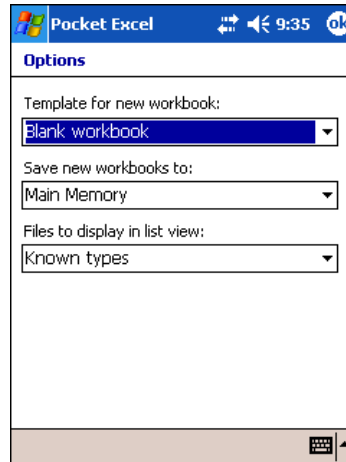 Pocket Excel 9:35 ok
Options
Template for new workbook:
Blank workbook
Save new workbooks to:
Main Memory
Files to display in list view:
Known types